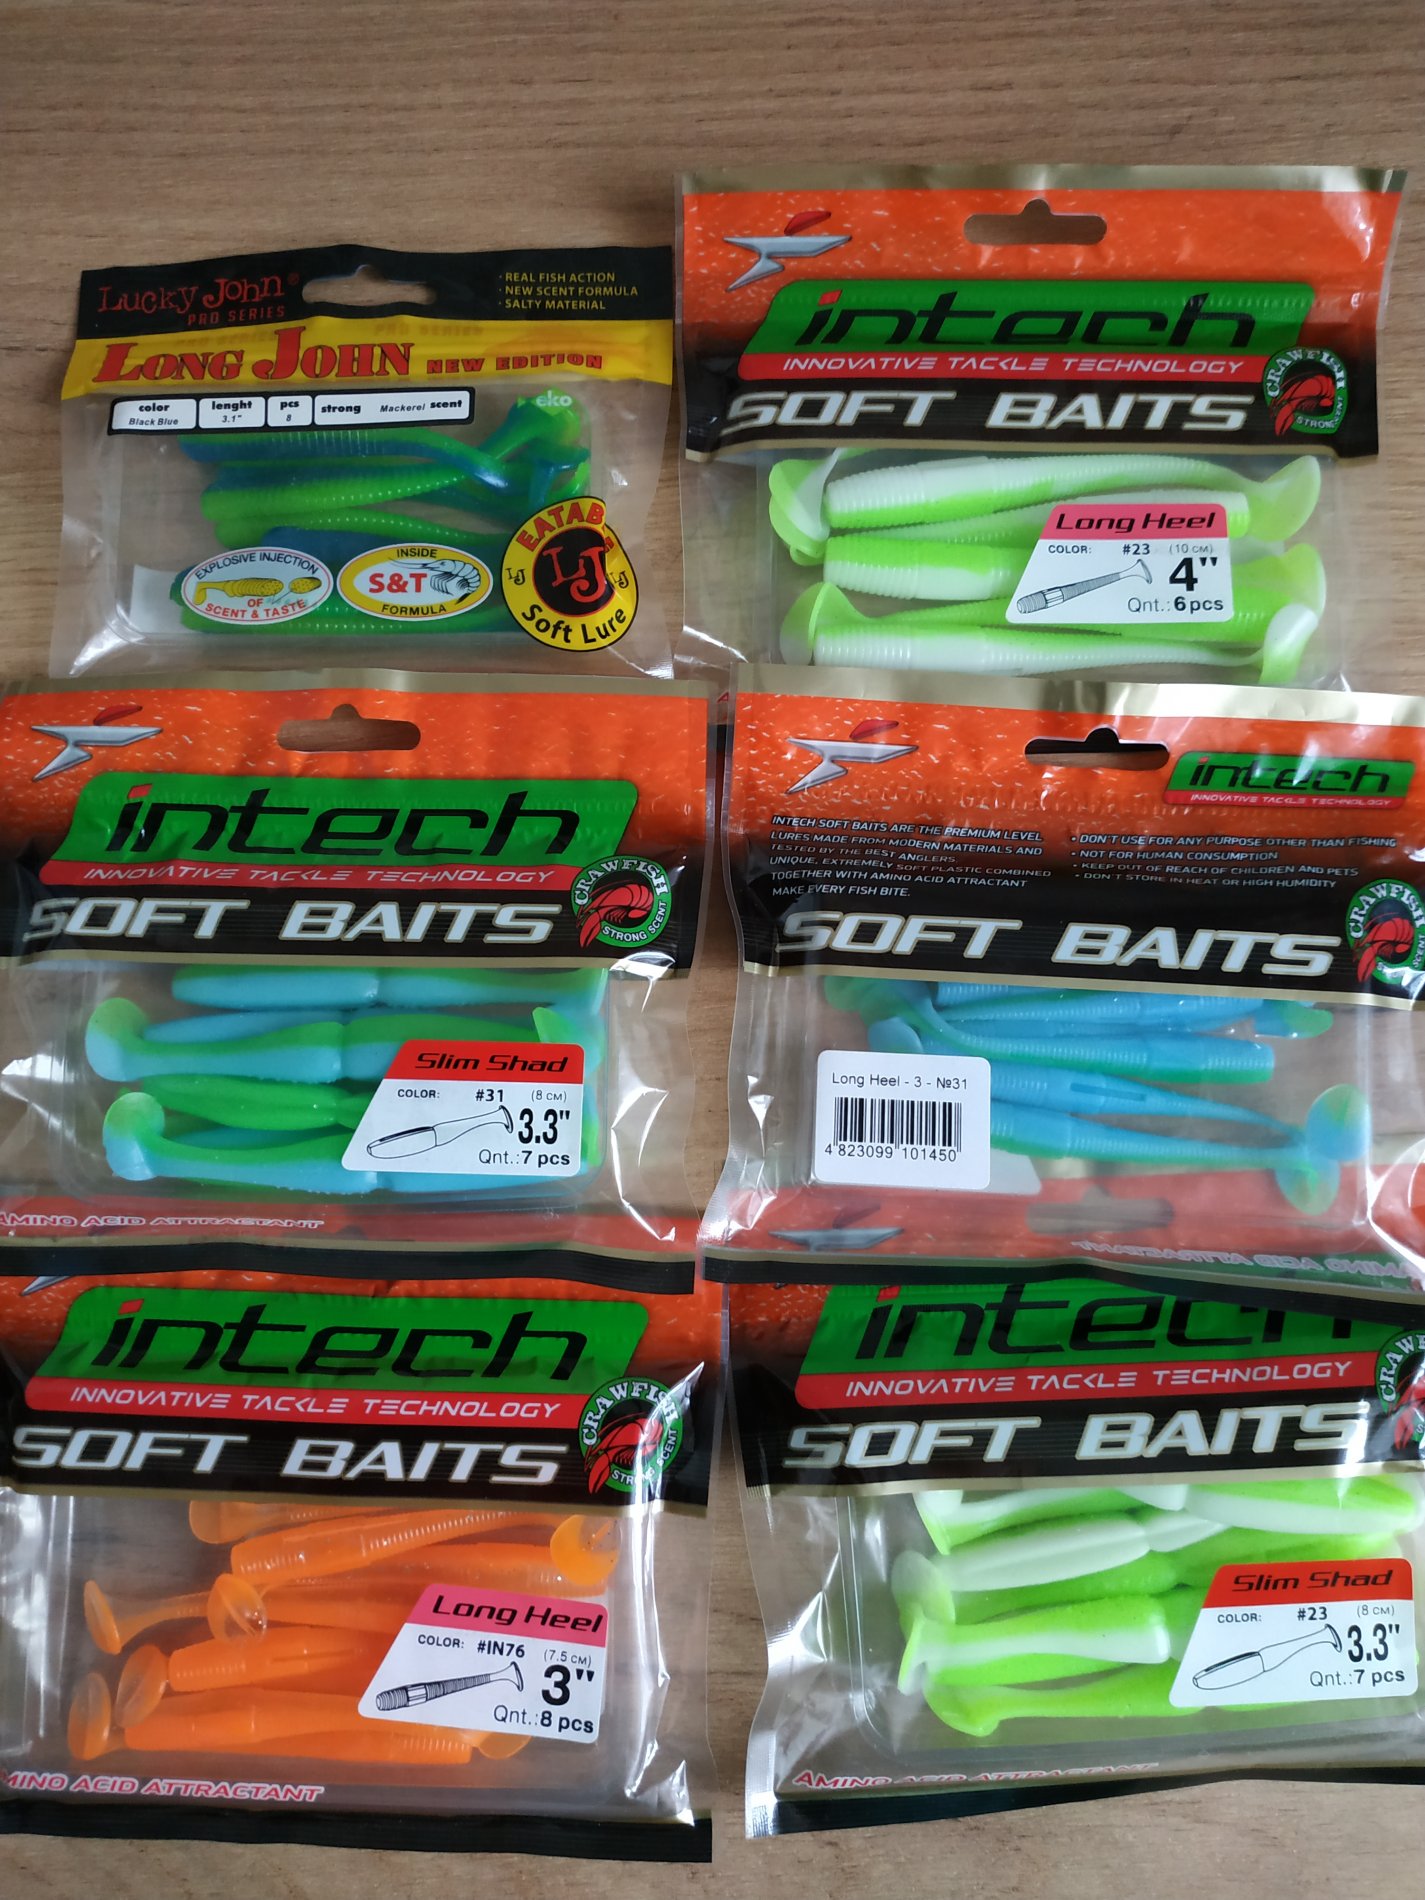 Lucky John®
PRO SERIES
· REAL FISH ACTION
· NEW SCENT FORMULA
· SALTY MATERIAL
LONG JOHN NEW EDITION
color
Black Blue
lenght
3.1"
pcs
8
strong Mackerel scent
eko
EXPLOSIVE INJECTION
OF
SCENT & TASTE
INSIDE
S&T
FORMULA
EATAB
LJ
LJ
LJ
Soft Lure
intech
INNOVATIVE TACKLE TECHNOLOGY
SOFT BAITS
CRAWFISH
STRONG SCENT
Long Heel
COLOR: #23 (10 CM)
4"
Qnt.: 6 pcs
intech
INNOVATIVE TACKLE TECHNOLOGY
SOFT BAITS
CRAWFISH
STRONG SCENT
Slim Shad
COLOR: #31 (8 CM)
3.3"
Qnt.: 7 pcs
AMINO ACID ATTRACTANT
intech
INNOVATIVE TACKLE TECHNOLOGY
INTECH SOFT BAITS ARE THE PREMIUM LEVEL
LURES MADE FROM MODERN MATERIALS AND
TESTED BY THE BEST ANGLERS.
UNIQUE, EXTREMELY SOFT PLASTIC COMBINED
TOGETHER WITH AMINO ACID ATTRACTANT
MAKE EVERY FISH BITE.
• DON'T USE FOR ANY PURPOSE OTHER THAN FISHING
• NOT FOR HUMAN CONSUMPTION
• KEEP OUT OF REACH OF CHILDREN AND PETS
• DON'T STORE IN HEAT OR HIGH HUMIDITY
SOFT BAITS
CRAWFISH
Long Heel - 3 - №31
4 823099 101450
AMINO ACID ATTRACTANT
intech
INNOVATIVE TACKLE TECHNOLOGY
SOFT BAITS
CRAWFISH
STRONG SCENT
Long Heel
COLOR: #IN76 (7.5 CM)
3"
Qnt.: 8 pcs
AMINO ACID ATTRACTANT
intech
INNOVATIVE TACKLE TECHNOLOGY
SOFT BAITS
Slim Shad
COLOR: #23 (8 CM)
3.3"
Qnt.: 7 pcs
AMINO ACID ATTRACTANT